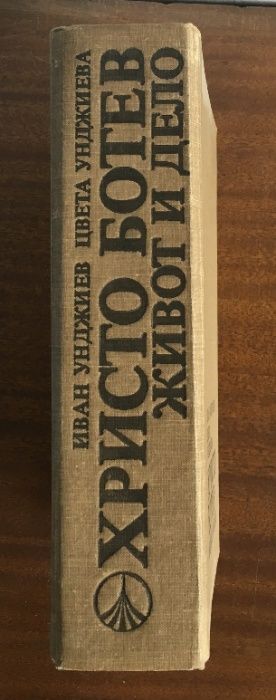 ИВАН УНДЖИЕВ ЦВЕТА УНДЖИЕВА
ХРИСТО БОТЕВ
ЖИВОТ И ДЕЛО